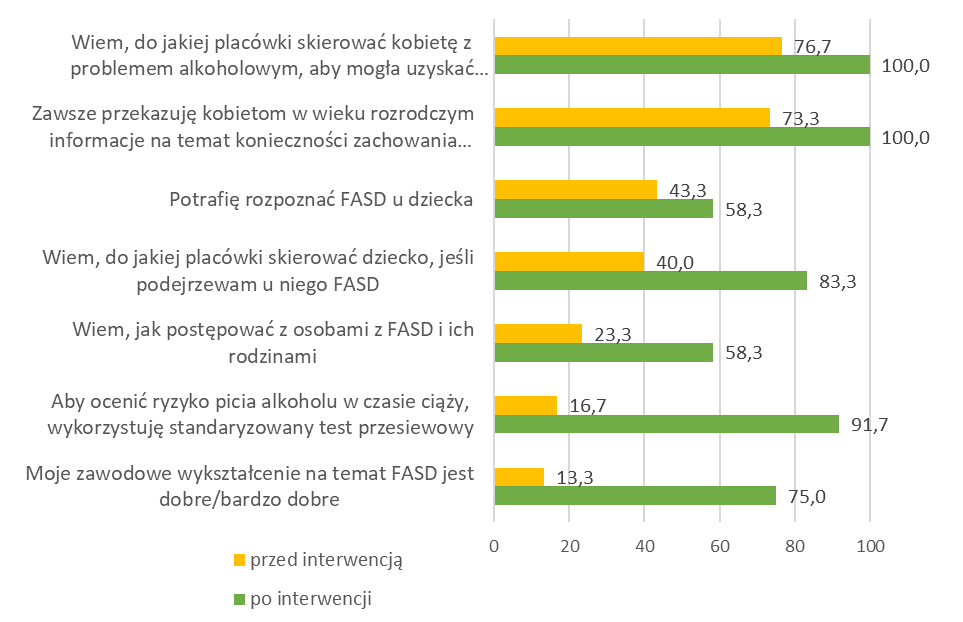 Wiem, do jakiej placówki skierować kobietę z
problemem alkoholowym, aby mogła uzyskać...
76,7
100,0
Zawsze przekazuję kobietom w wieku rozrodczym
informacje na temat konieczności zachowania...
73,3
100,0
Potrafię rozpoznać FASD u dziecka
43,3
58,3
Wiem, do jakiej placówki skierować dziecko, jeśli
podejrzewam u niego FASD
40,0
83,3
Wiem, jak postępować z osobami z FASD i ich
rodzinami
23,3
58,3
Aby ocenić ryzyko picia alkoholu w czasie ciąży,
wykorzystuję standaryzowany test przesiewowy
16,7
91,7
Moje zawodowe wykształcenie na temat FASD jest
dobre/bardzo dobre
13,3
75,0
0 20 40 60 80 100
przed interwencją
po interwencji